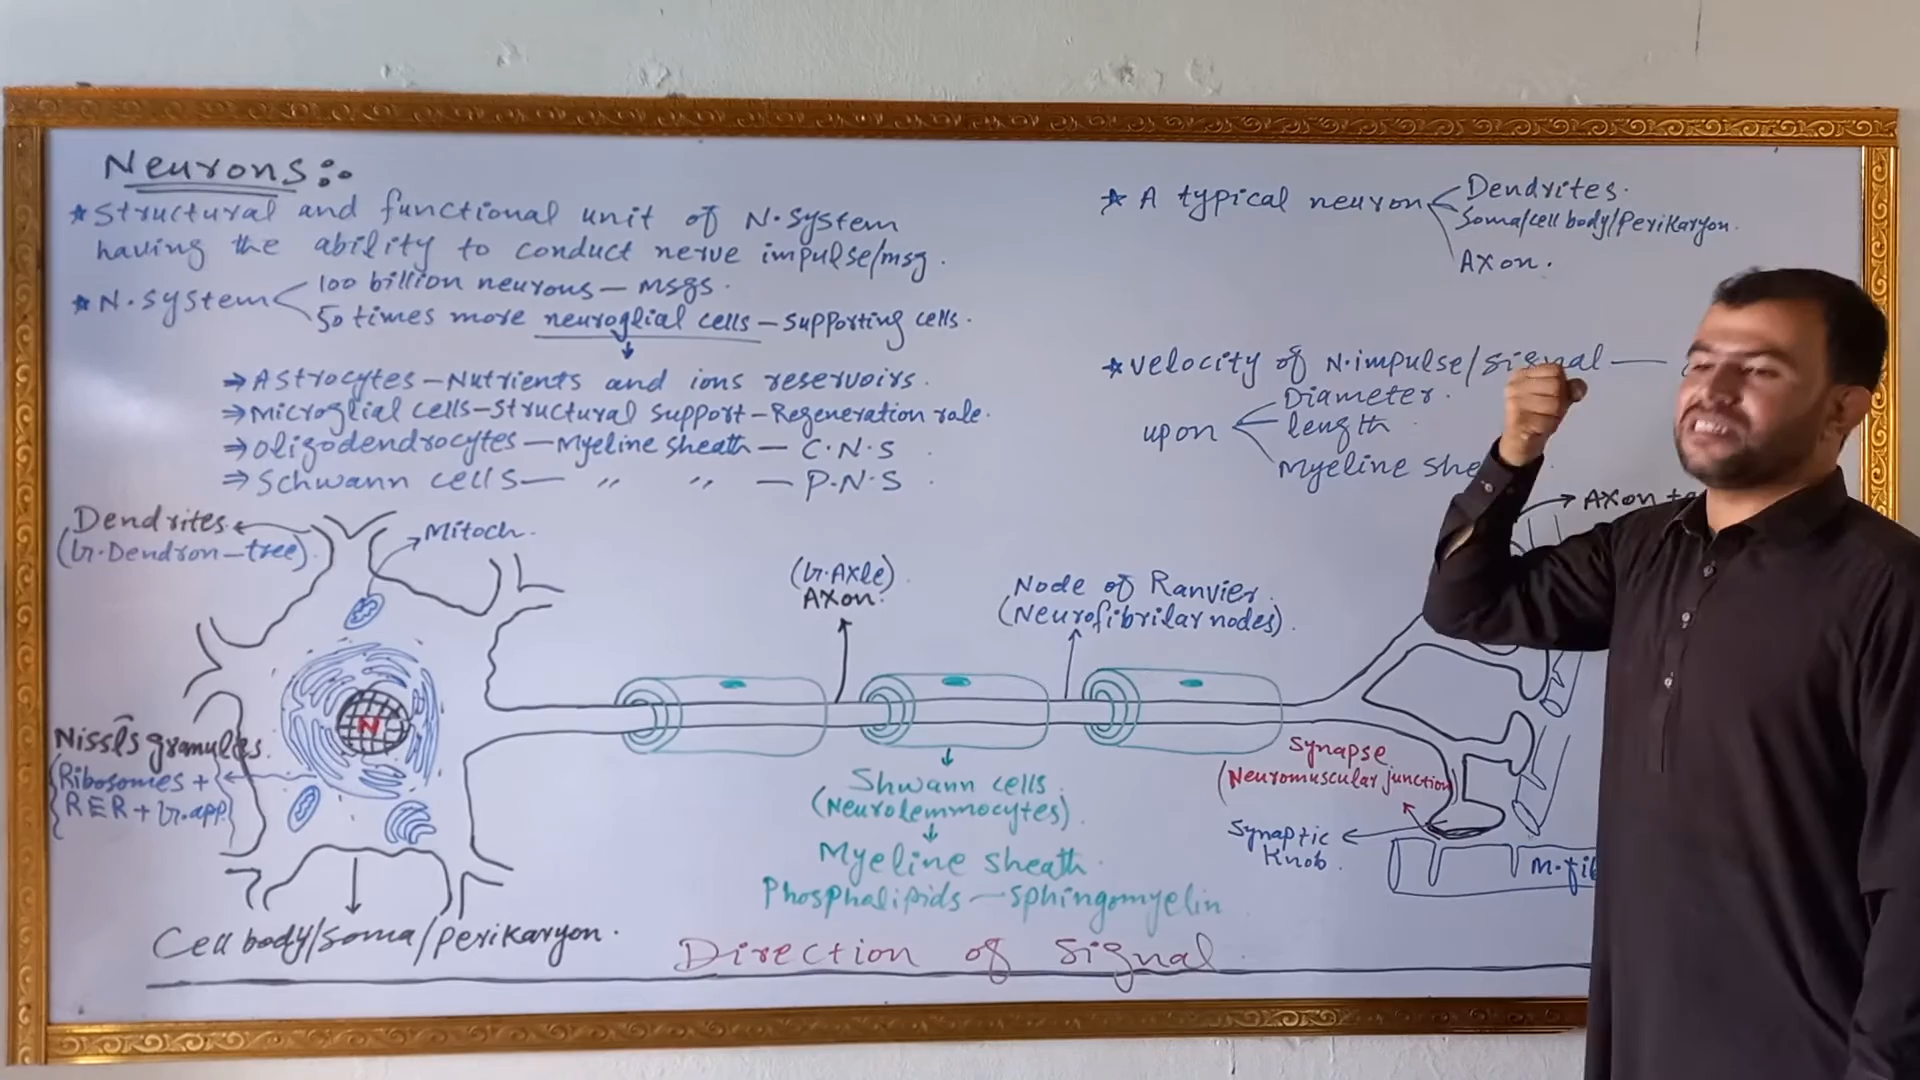 Neurons:
* Structural and functional unit of N.System
having the ability to conduct nerve impulse/msg.
* N.System
100 billion neurons — msgs.
50 times more neuroglial cells — supporting cells.
⇒ Astrocytes — Nutrients and ions reservoirs.
⇒ Microglial cells — Structural support — Regeneration role.
⇒ Oligodendrocytes — Myeline sheath — C.N.S
⇒ Schwann cells — " " — P.N.S
* A typical neuron
Dendrites.
Soma/cell body/Perikaryon.
Axon.
* Velocity of N.impulse/signal —
upon
Diameter.
length
Myeline she
Dendrites
(G.Dendron-tree)
Mitoch.
(G.Axle)
Axon.
Node of Ranvier
(Neurofibrilar nodes).
Axon
Nissls granules.
Ribosomes +
RER + G.app
Synapse
(Neuromuscular junction
Synaptic
Knob.
m.fi
Shwann cells
(Neurolemmocytes)
Myeline sheath
Phosphalipids — Sphingomyelin
Cell body/soma/perikaryon.
Direction of Signal
N